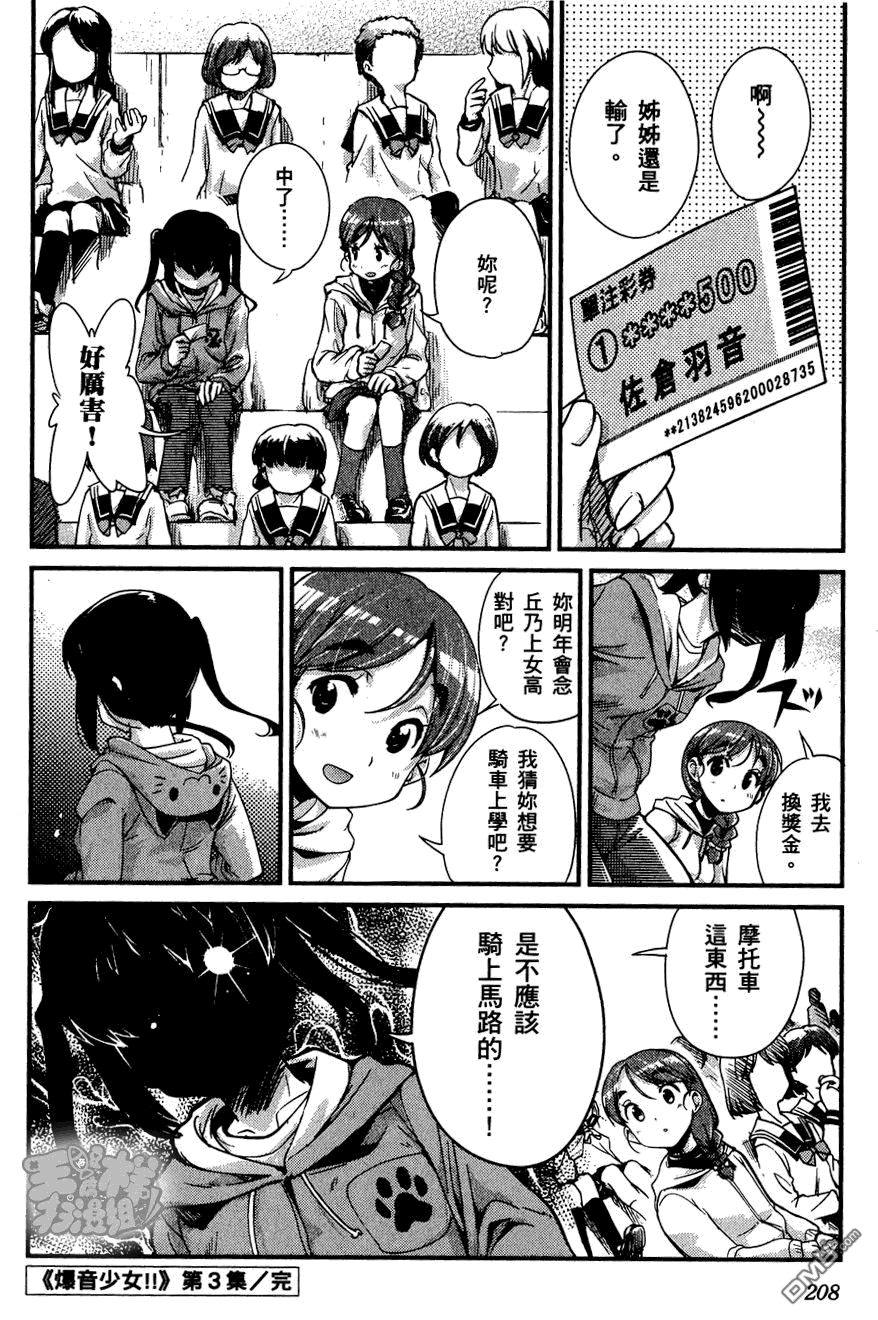 啊~~
姊姊還是
輸了。
單注彩券
①****500
佐倉羽音
**213824596200028735
妳呢？
中了……
好厲害！
我去
換獎金。
ズッ
妳明年會念
丘乃上女高
對吧？
我猜妳想要
騎車上學吧？
摩托車
這東西……
是不應該
騎上馬路的……！
《爆音少女!!》第3集／完
208
DM5.com